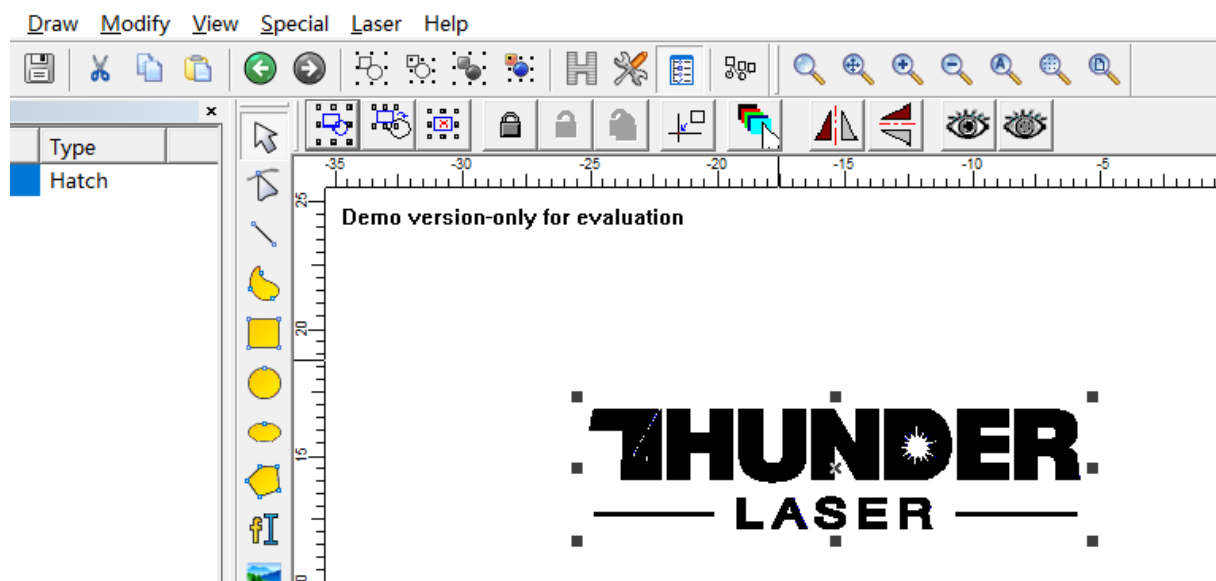 Draw Modify View Special Laser Help
x
Type
Hatch
-35 -30 -25 -20 -15 -10 -5
25
Demo version-only for evaluation
20
15
THUNDER
LASER